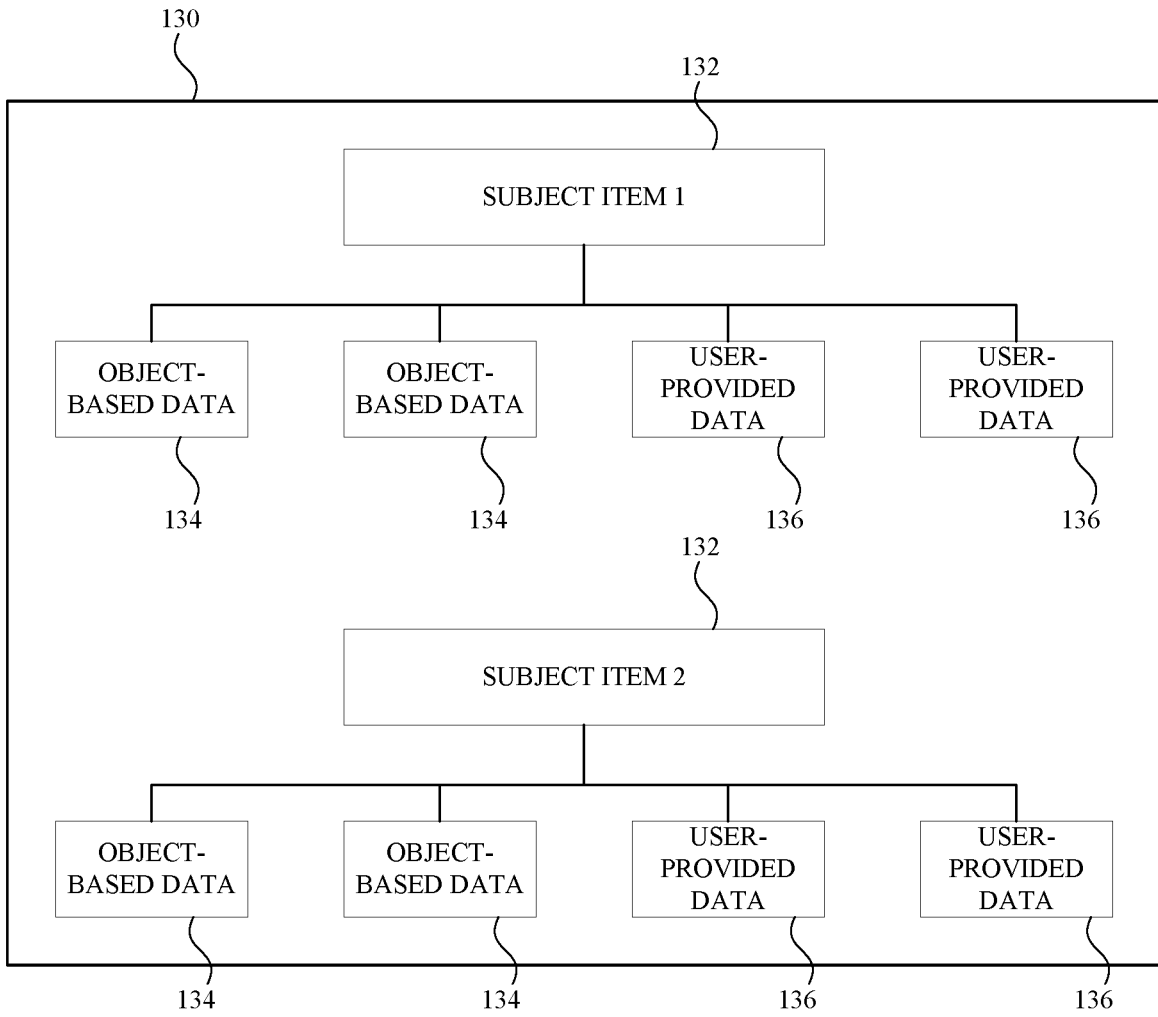 130
132
SUBJECT ITEM 1
OBJECT-
BASED DATA
OBJECT-
BASED DATA
USER-
PROVIDED
DATA
USER-
PROVIDED
DATA
134
134
136
136
132
SUBJECT ITEM 2
OBJECT-
BASED DATA
OBJECT-
BASED DATA
USER-
PROVIDED
DATA
USER-
PROVIDED
DATA
134
134
136
136